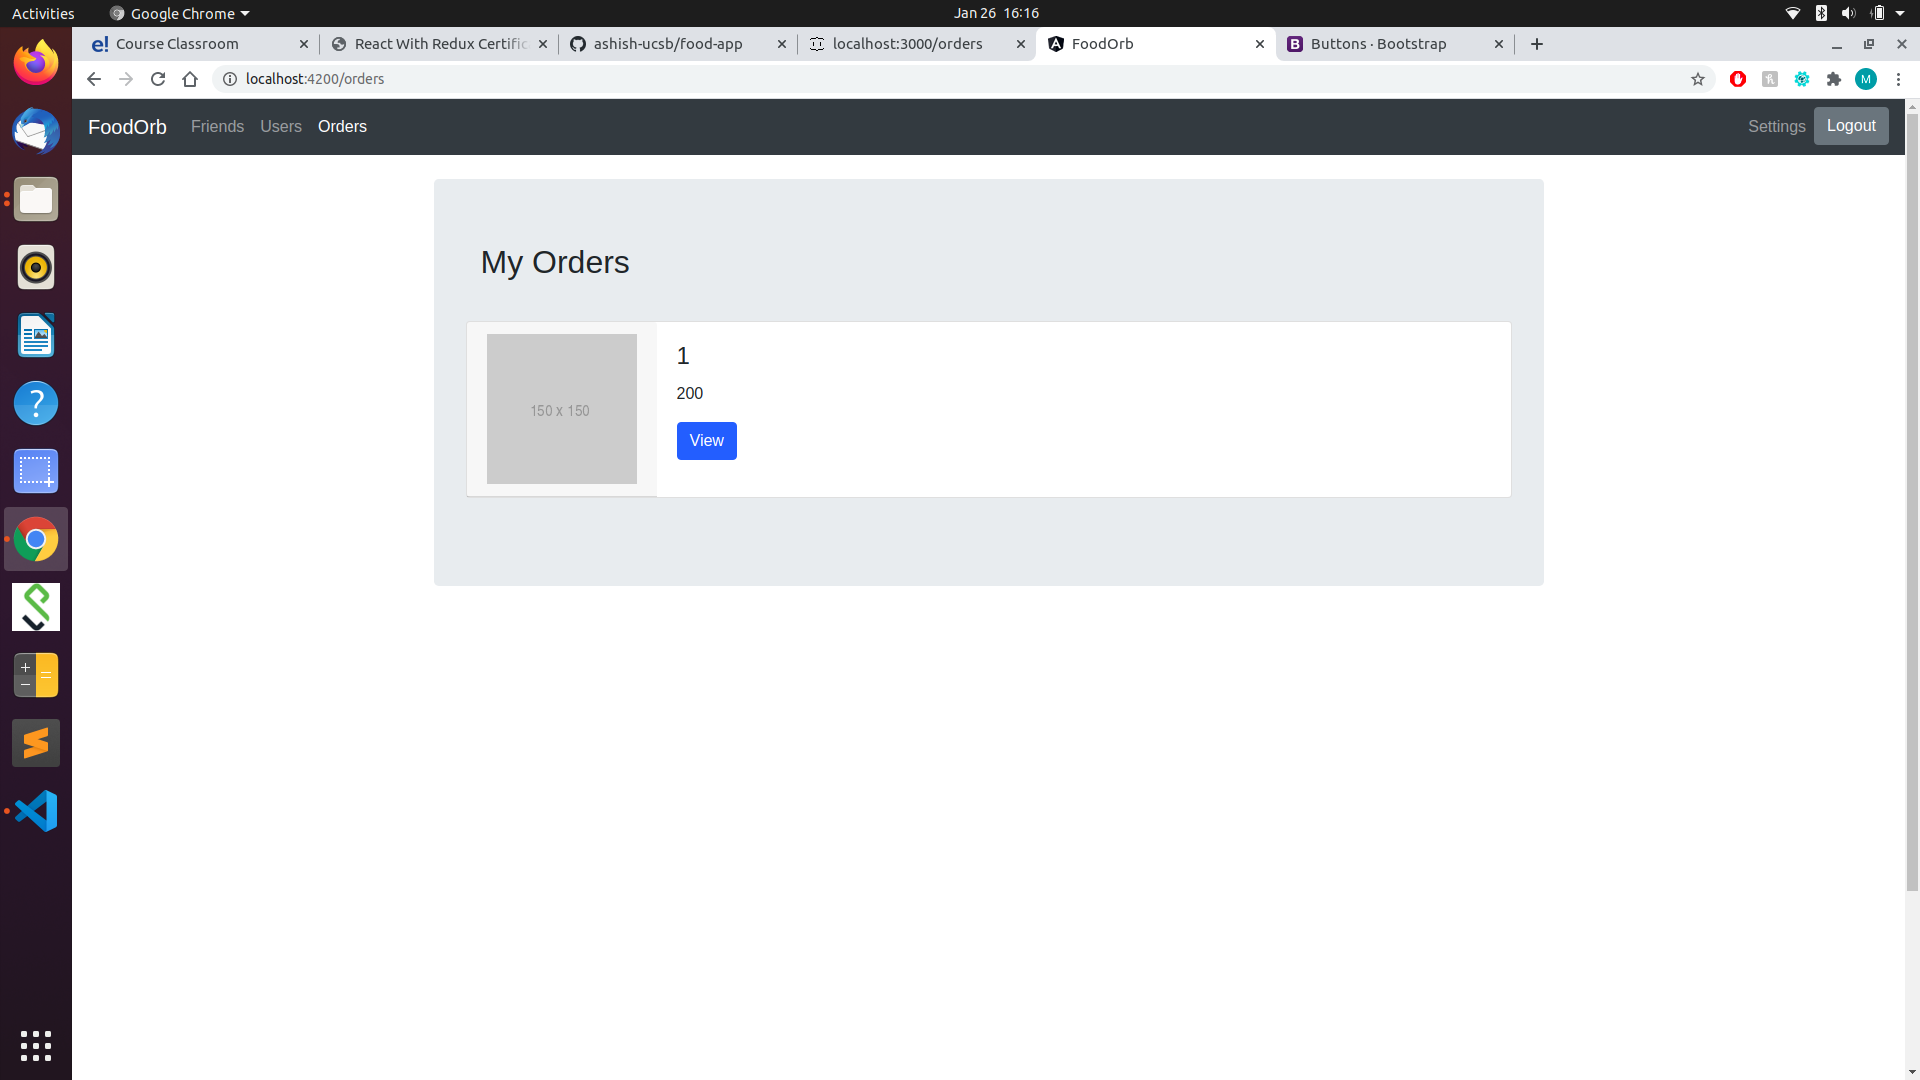 Activities
Google Chrome
Jan 26 16:16
e! Course Classroom
React With Redux Certific
ashish-ucsb/food-app
localhost:3000/orders
FoodOrb
B Buttons · Bootstrap
localhost:4200/orders
M
FoodOrb
Friends
Users
Orders
Settings
Logout
My Orders
150 x 150
1
200
View